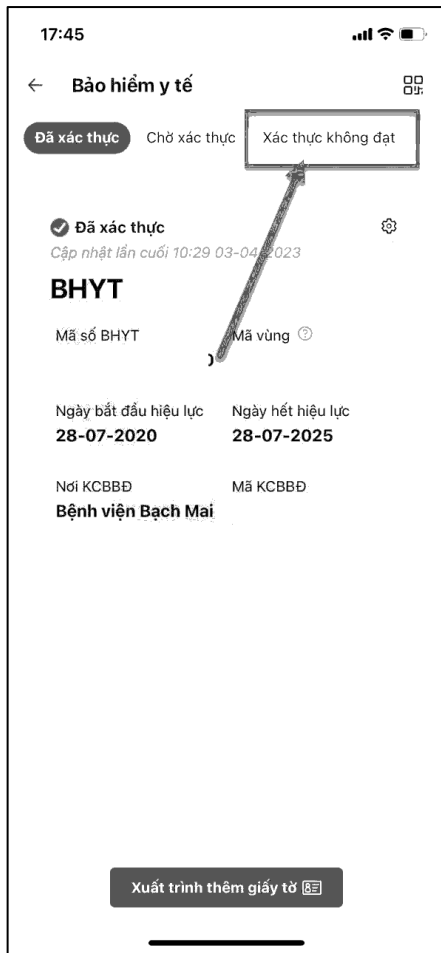 17:45
Bảo hiểm y tế
Đã xác thực Chờ xác thực Xác thực không đạt
Đã xác thực
Cập nhật lần cuối 10:29 03-04-2023
BHYT
Mã số BHYT Mã vùng
Ngày bắt đầu hiệu lực Ngày hết hiệu lực
28-07-2020 28-07-2025
Nơi KCBBĐ Mã KCBBĐ
Bệnh viện Bạch Mai
Xuất trình thêm giấy tờ